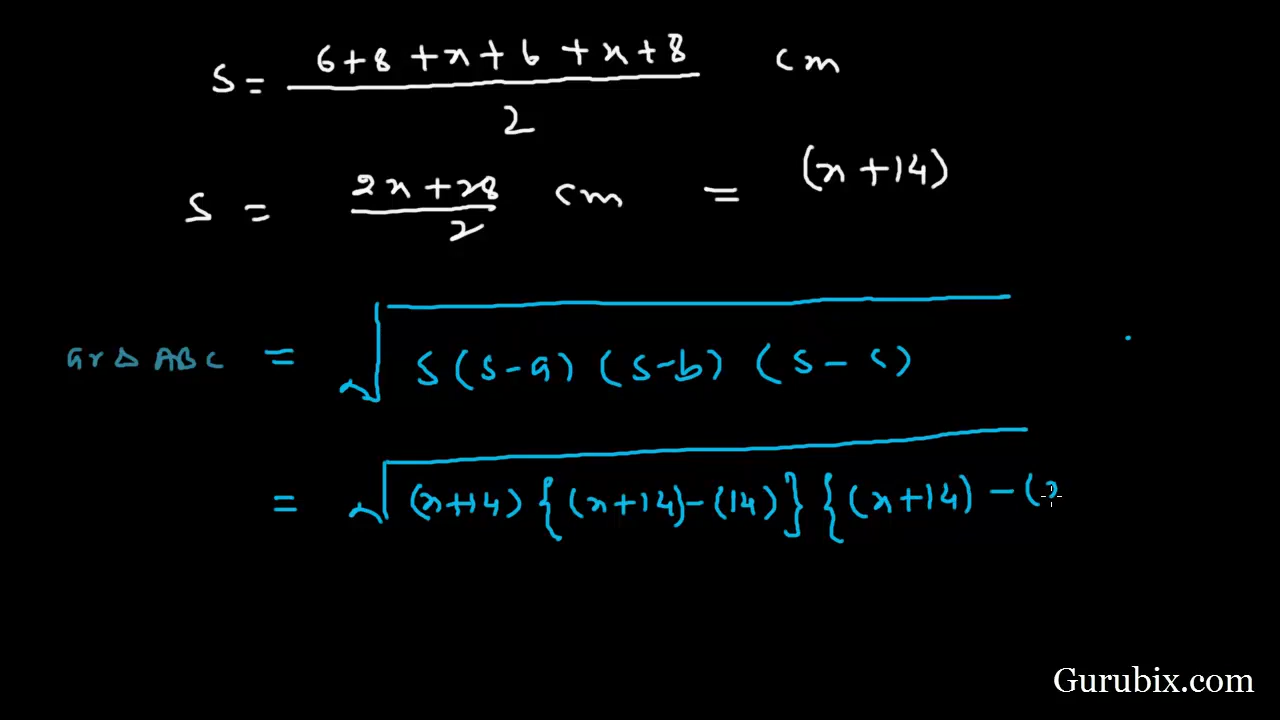 S = (6+8+x+6+x+8)/2 cm
S = (2x+28)/2 cm = (x+14)
ar Δ ABC = √(S(S-a)(S-b)(S-c))
= √((x+14){(x+14)-(14)}{(x+14)-(x
Gurubix.com